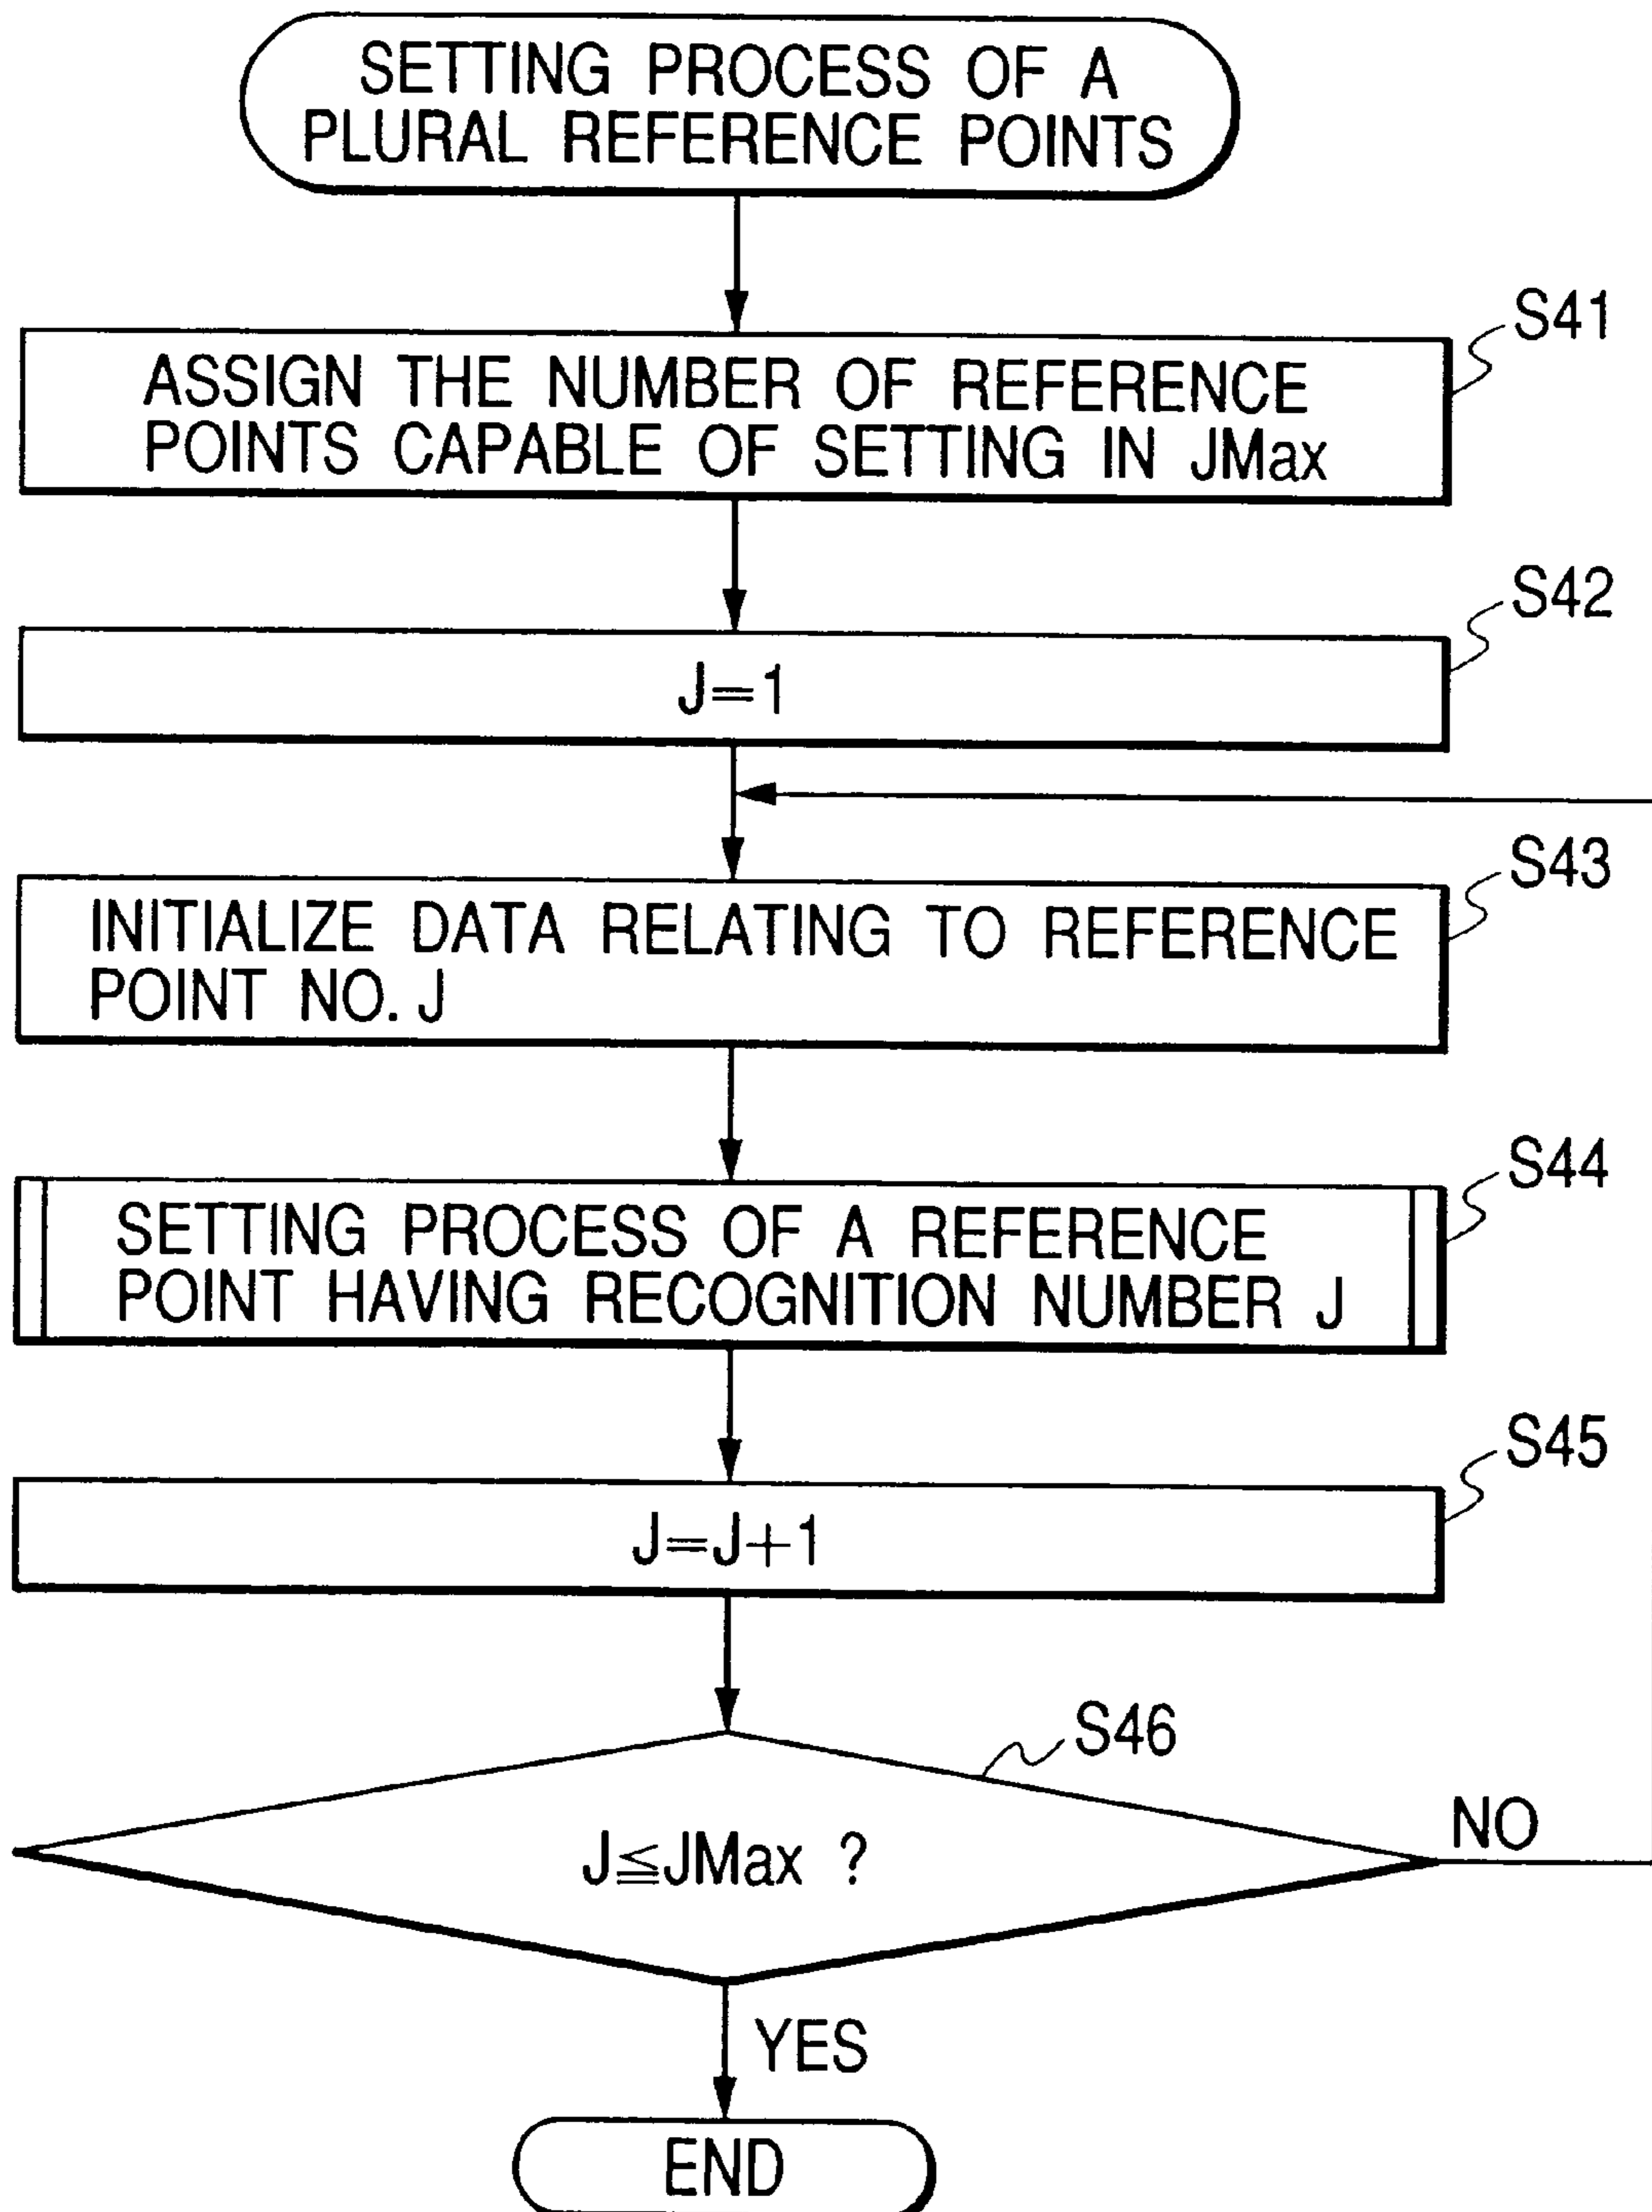 SETTING PROCESS OF A
PLURAL REFERENCE POINTS
S41
ASSIGN THE NUMBER OF REFERENCE
POINTS CAPABLE OF SETTING IN JMax
S42
J=1
S43
INITIALIZE DATA RELATING TO REFERENCE
POINT NO. J
S44
SETTING PROCESS OF A REFERENCE
POINT HAVING RECOGNITION NUMBER J
S45
J=J+1
S46
J≦JMax ?
NO
YES
END